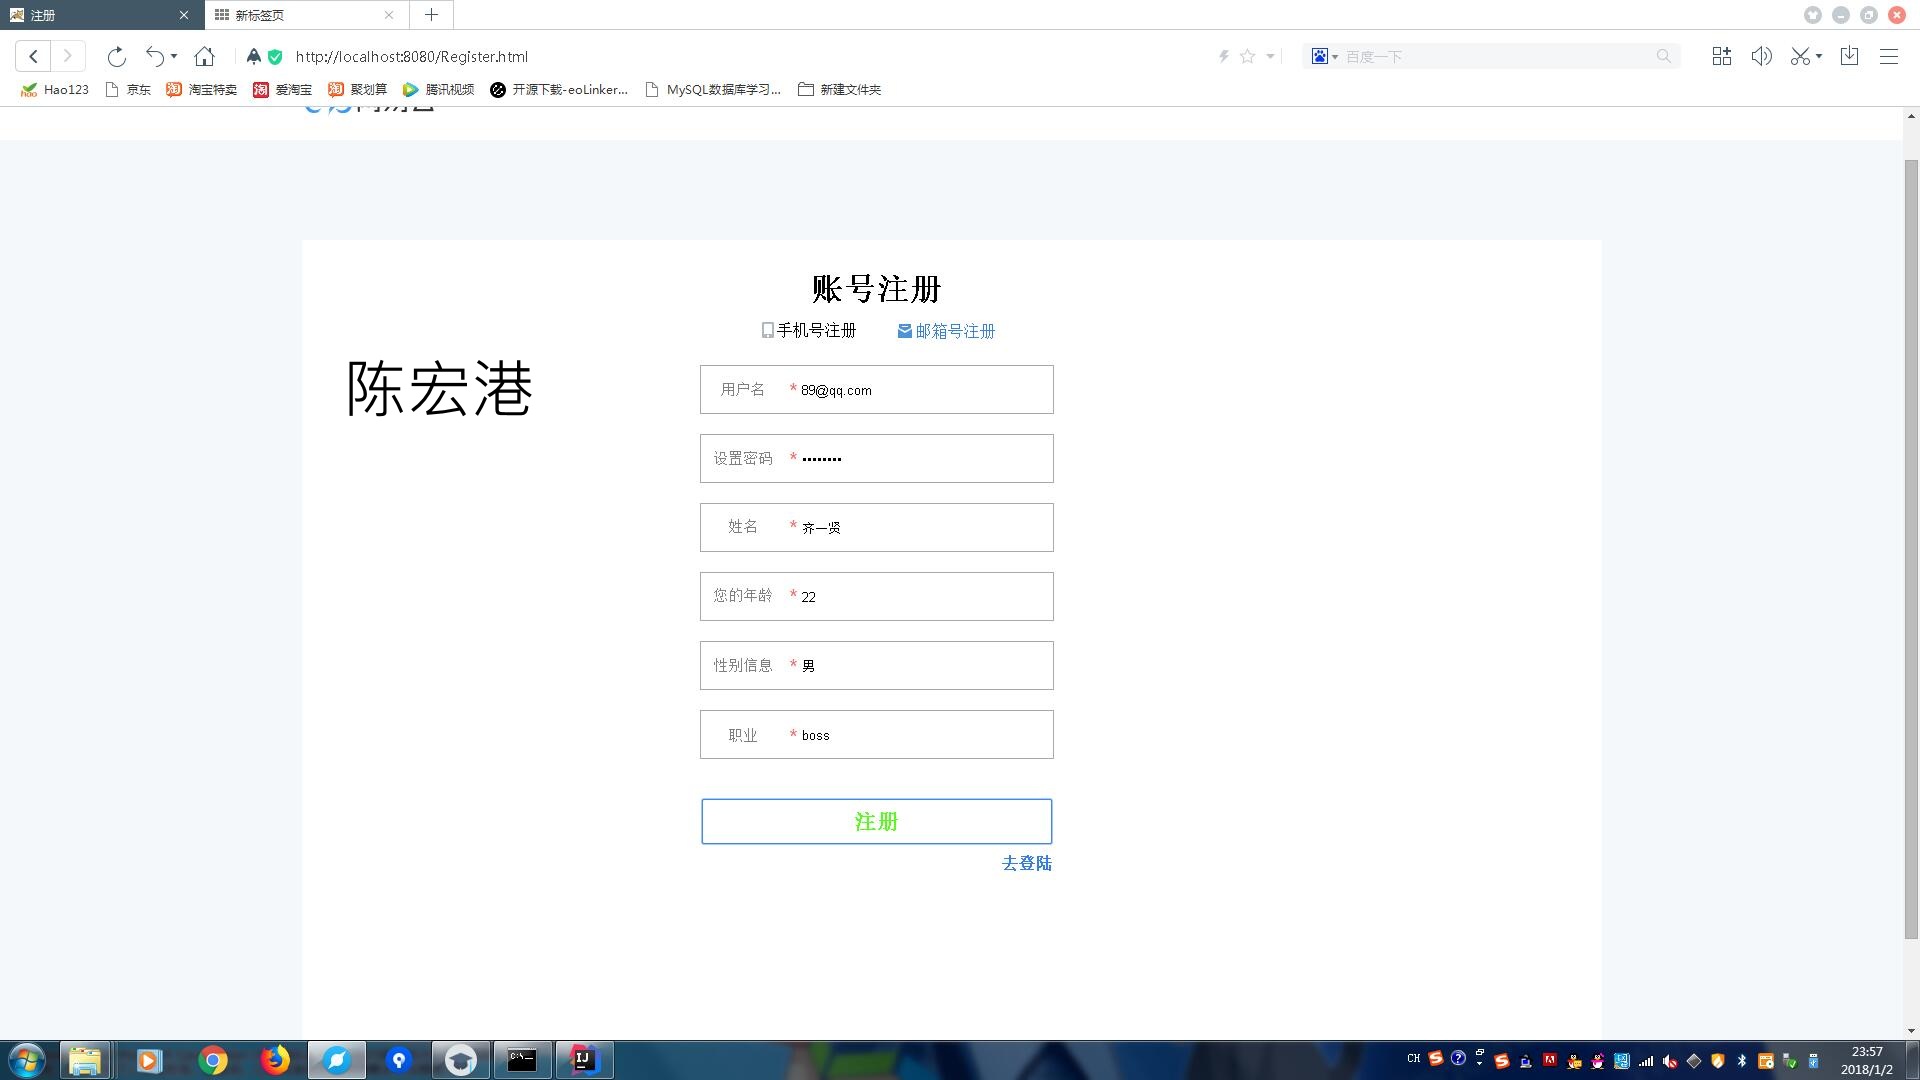 注册
新标签页
http://localhost:8080/Register.html
百度一下
Hao123
京东
淘宝特卖
爱淘宝
聚划算
腾讯视频
开源下载-eoLinker...
MySQL数据库学习...
新建文件夹
账号注册
手机号注册
邮箱号注册
陈宏港
用户名 * 89@qq.com
设置密码 * ••••••••
姓名 * 齐一贤
您的年龄 * 22
性别信息 * 男
职业 * boss
注册
去登陆
CH
23:57
2018/1/2